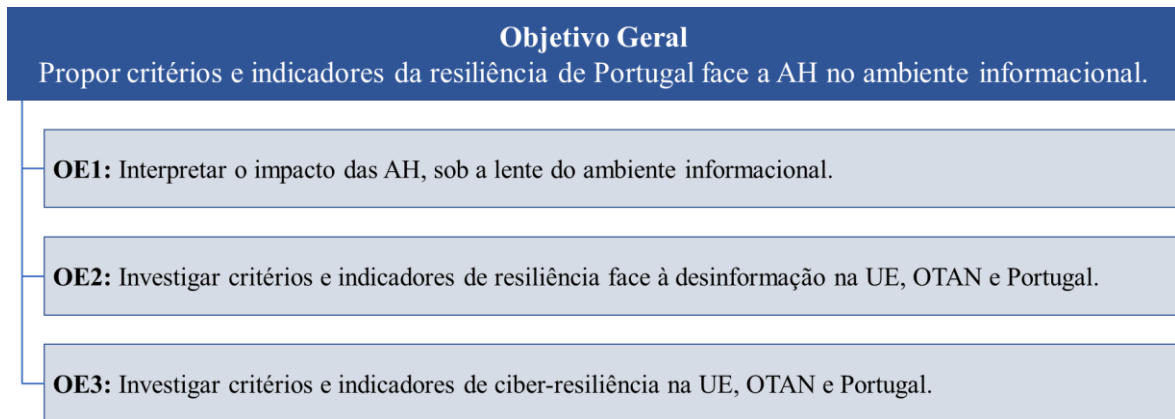 Objetivo Geral
Propor critérios e indicadores da resiliência de Portugal face a AH no ambiente informacional.
OE1: Interpretar o impacto das AH, sob a lente do ambiente informacional.
OE2: Investigar critérios e indicadores de resiliência face à desinformação na UE, OTAN e Portugal.
OE3: Investigar critérios e indicadores de ciber-resiliência na UE, OTAN e Portugal.